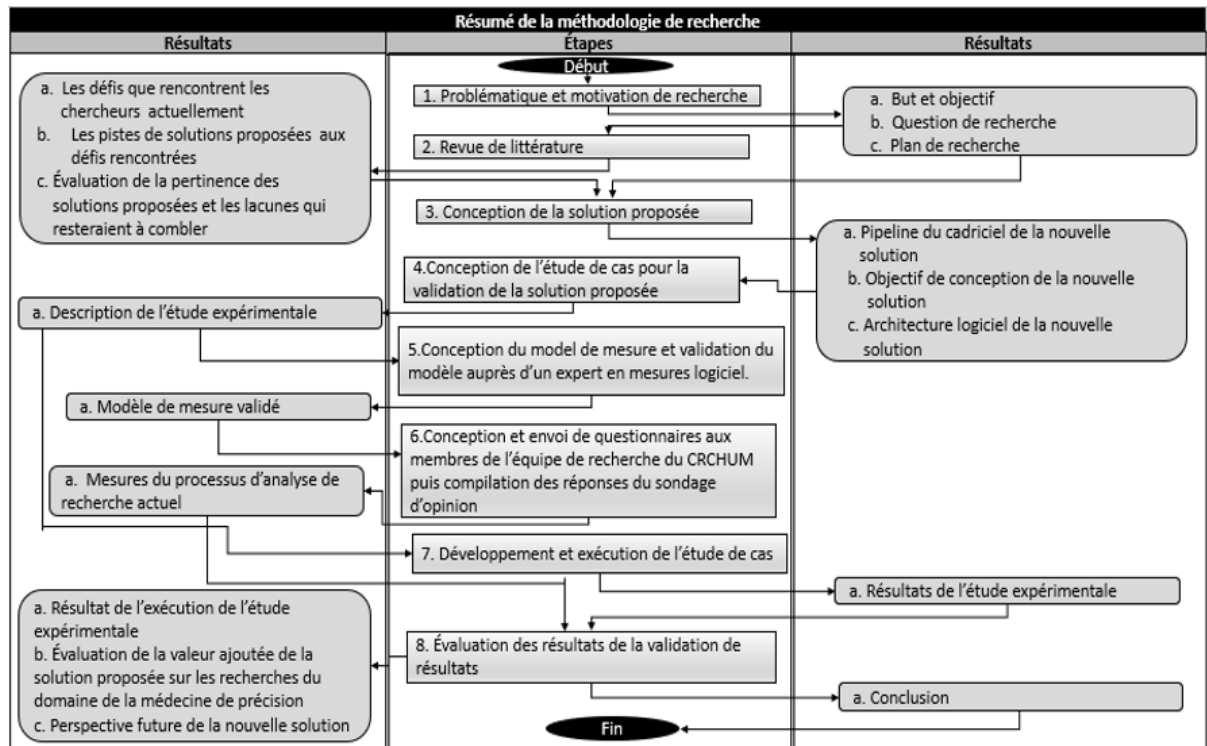 Résumé de la méthodologie de recherche
Résultats
Étapes
Résultats
Début
1. Problématique et motivation de recherche
a. But et objectif
b. Question de recherche
c. Plan de recherche
2. Revue de littérature
a. Les défis que rencontrent les
chercheurs actuellement
b. Les pistes de solutions proposées aux
défis rencontrées
c. Évaluation de la pertinence des
solutions proposées et les lacunes qui
resteraient à combler
3. Conception de la solution proposée
a. Pipeline du cadriciel de la nouvelle
solution
b. Objectif de conception de la nouvelle
solution
c. Architecture logiciel de la nouvelle
solution
4.Conception de l'étude de cas pour la
validation de la solution proposée
a. Description de l'étude expérimentale
5.Conception du model de mesure et validation du
modèle auprès d'un expert en mesures logiciel.
a. Modèle de mesure validé
6.Conception et envoi de questionnaires aux
membres de l'équipe de recherche du CRCHUM
puis compilation des réponses du sondage
d'opinion
a. Mesures du processus d'analyse de
recherche actuel
7. Développement et exécution de l'étude de cas
a. Résultats de l'étude expérimentale
8. Évaluation des résultats de la validation de
résultats
a. Résultat de l'exécution de l'étude
expérimentale
b. Évaluation de la valeur ajoutée de la
solution proposée sur les recherches du
domaine de la médecine de précision
c. Perspective future de la nouvelle solution
a. Conclusion
Fin